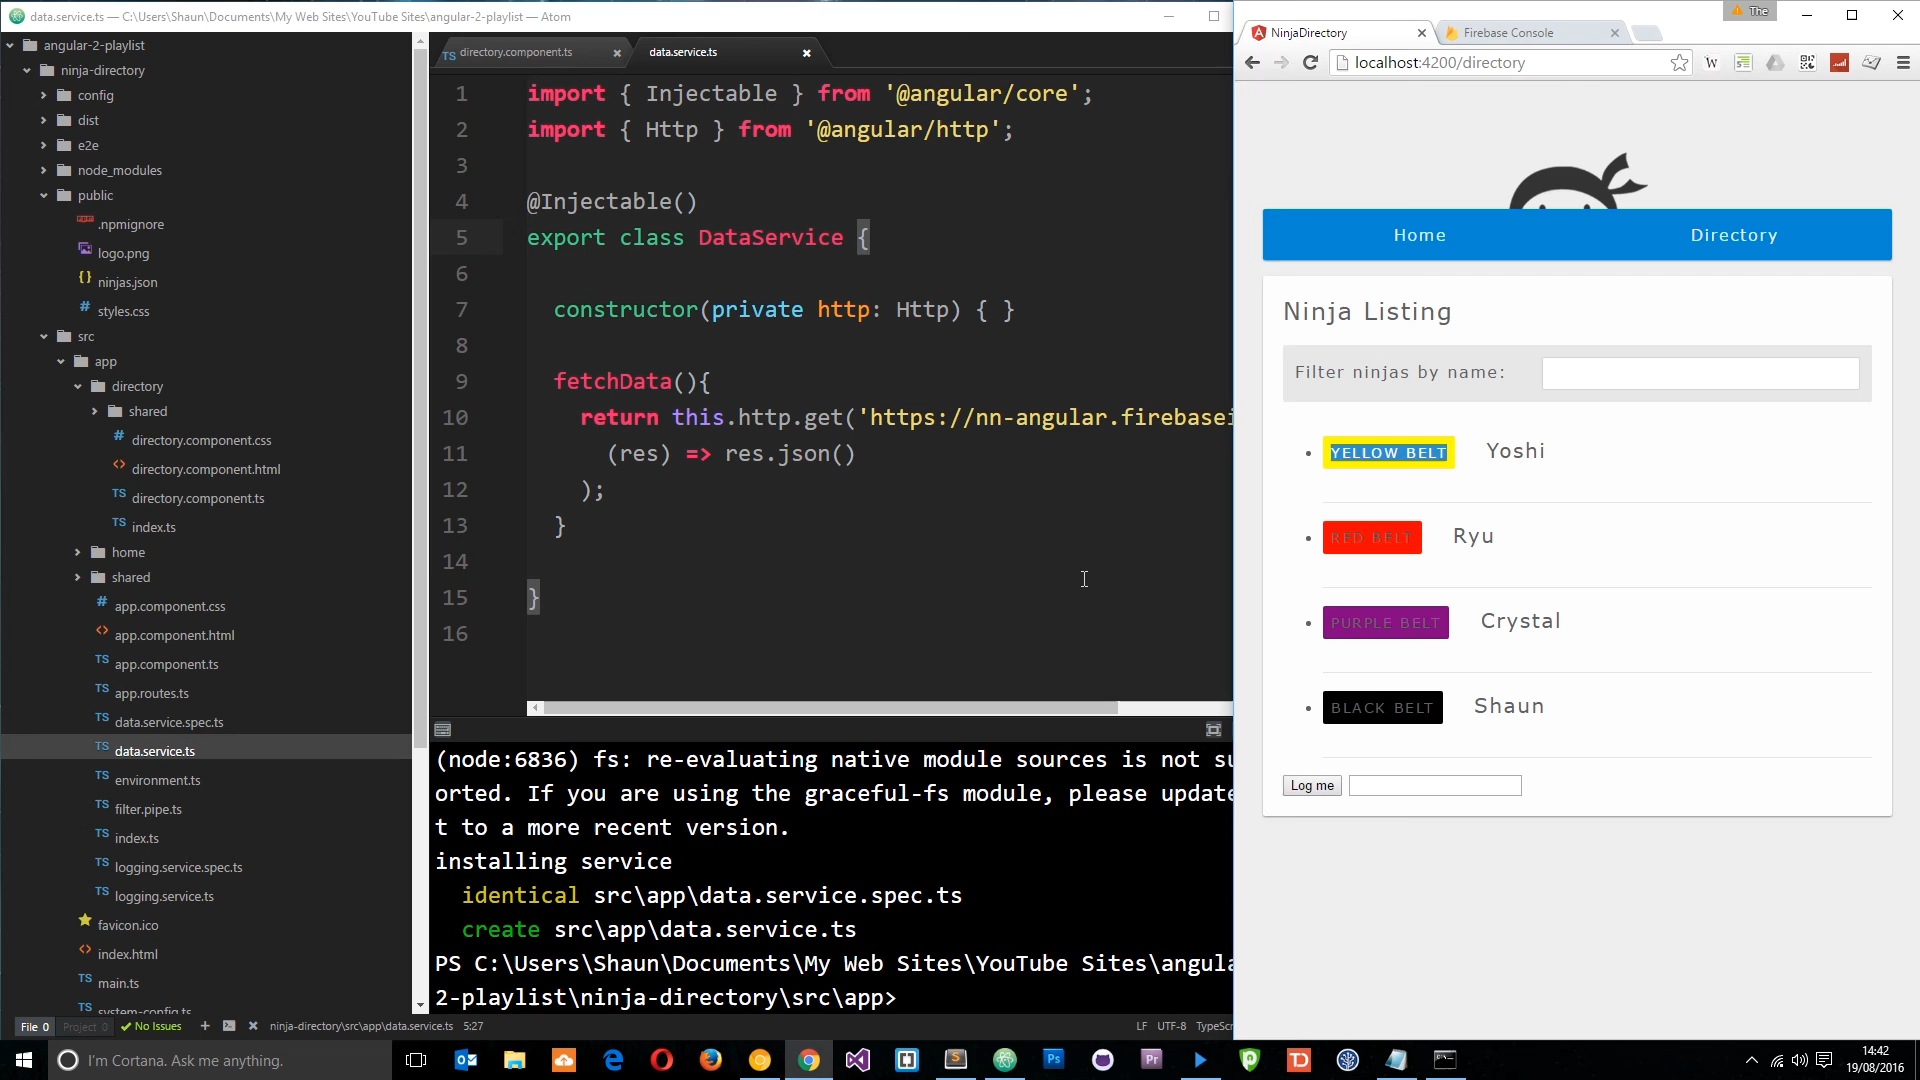 data.service.ts — C:\Users\Shaun\Documents\My Web Sites\YouTube Sites\angular-2-playlist — Atom
angular-2-playlist
ninja-directory
config
dist
e2e
node_modules
public
.npmignore
logo.png
ninjas.json
styles.css
src
app
directory
shared
directory.component.css
directory.component.html
directory.component.ts
index.ts
home
shared
app.component.css
app.component.html
app.component.ts
app.routes.ts
data.service.spec.ts
data.service.ts
environment.ts
filter.pipe.ts
index.ts
logging.service.spec.ts
logging.service.ts
favicon.ico
index.html
main.ts
system-config.ts
directory.component.ts
data.service.ts
1 import { Injectable } from '@angular/core';
2 import { Http } from '@angular/http';
3
4 @Injectable()
5 export class DataService {
6
7 constructor(private http: Http) { }
8
9 fetchData(){
10 return this.http.get('https://nn-angular.firebasei
11 (res) => res.json()
12 );
13 }
14
15 }
16
(node:6836) fs: re-evaluating native module sources is not su
orted. If you are using the graceful-fs module, please update
t to a more recent version.
installing service
identical src\app\data.service.spec.ts
create src\app\data.service.ts
PS C:\Users\Shaun\Documents\My Web Sites\YouTube Sites\angula
2-playlist\ninja-directory\src\app>
File 0 Project 0 No Issues ninja-directory\src\app\data.service.ts 5:27 LF UTF-8 TypeScr
The
NinjaDirectory
Firebase Console
localhost:4200/directory
Home
Directory
Ninja Listing
Filter ninjas by name:
YELLOW BELT Yoshi
RED BELT Ryu
PURPLE BELT Crystal
BLACK BELT Shaun
Log me
I'm Cortana. Ask me anything.
14:42
19/08/2016